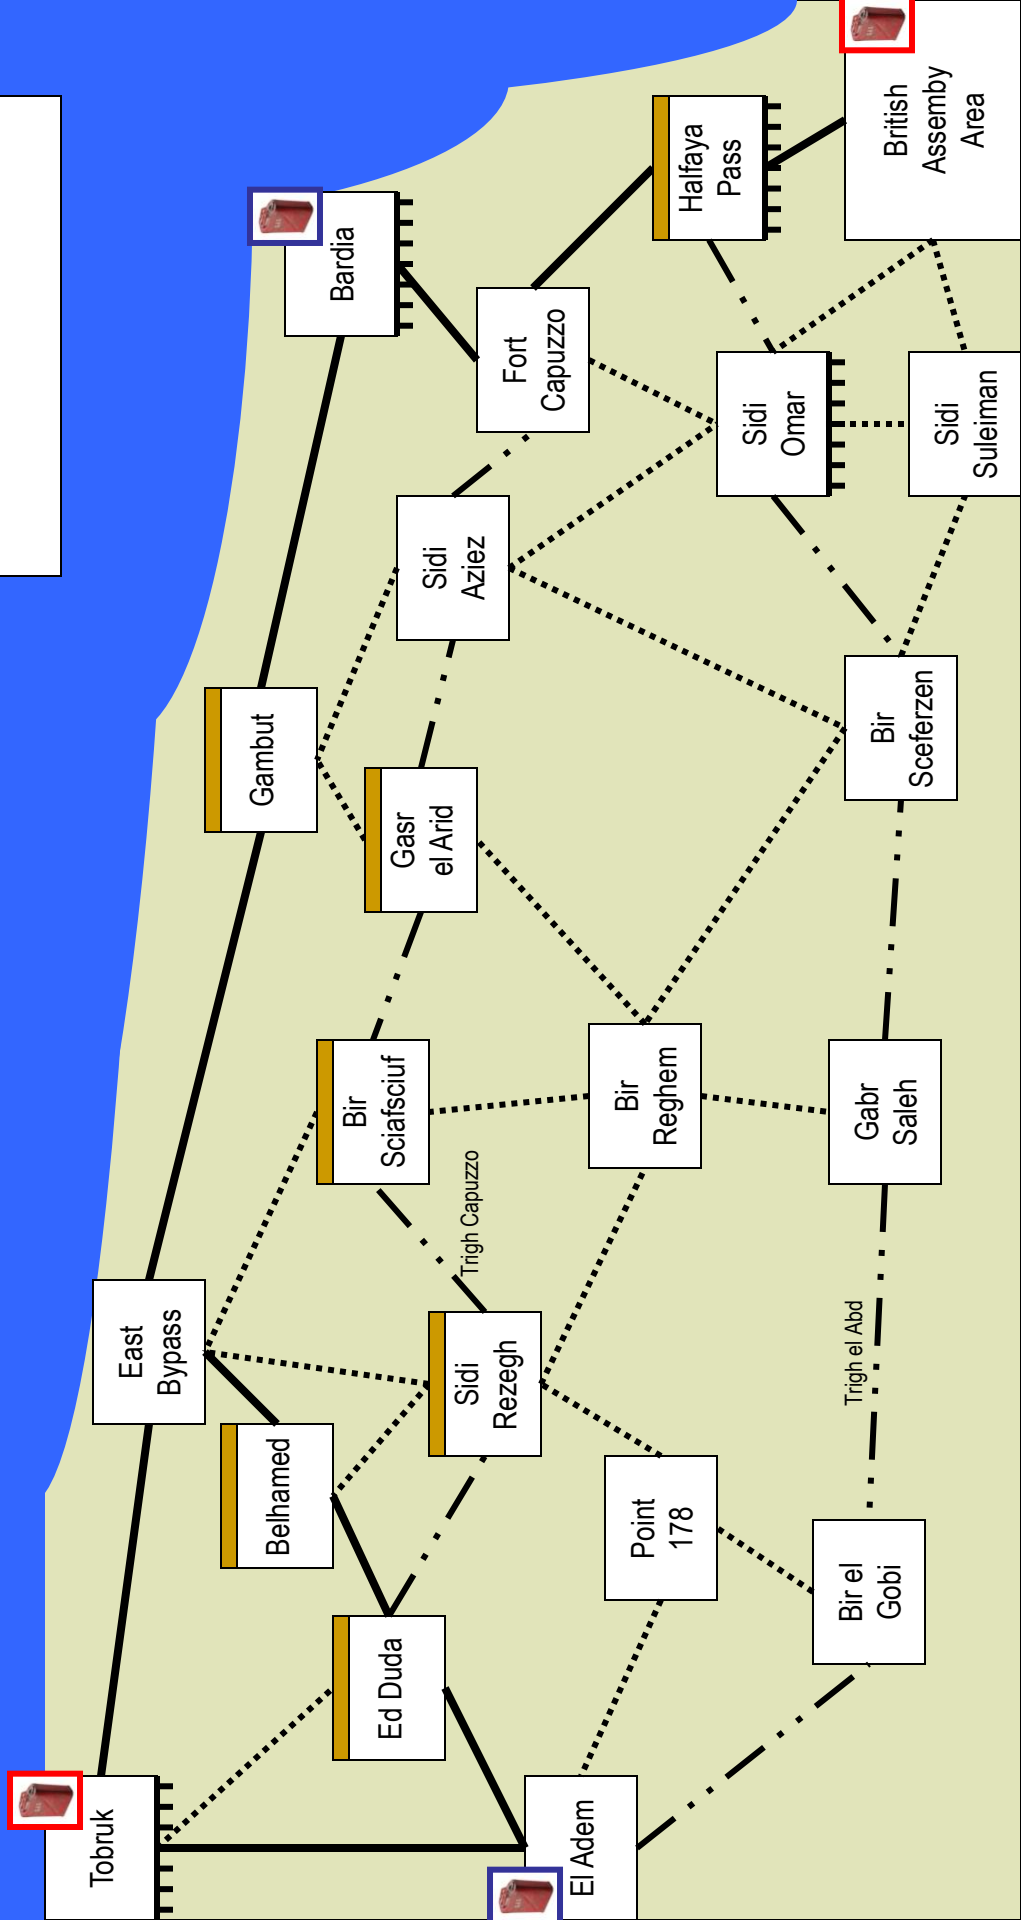 Tobruk
East
Bypass
Gambut
Bardia
Belhamed
Ed Duda
El Adem
Sidi
Rezegh
Bir
Sciafsciuf
Trigh Capuzzo
Gasr
el Arid
Sidi
Aziez
Fort
Capuzzo
Halfaya
Pass
British
Assemby
Area
Point
178
Bir
Reghem
Sidi
Omar
Bir el
Gobi
Trigh el Abd
Gabr
Saleh
Bir
Sceferzen
Sidi
Suleiman